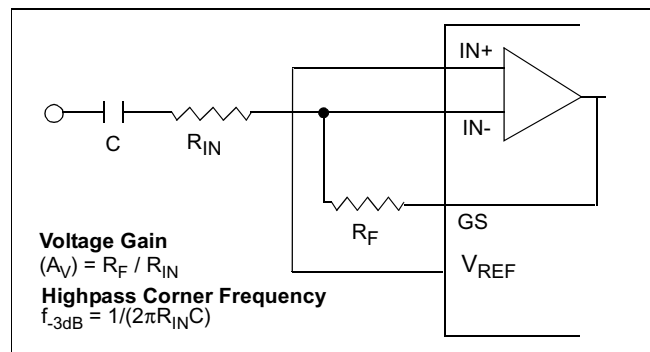 IN+
IN-
C
R_IN
R_F
GS
V_REF
Voltage Gain
(A_V) = R_F / R_IN
Highpass Corner Frequency
f_-3dB = 1/(2πR_INC)